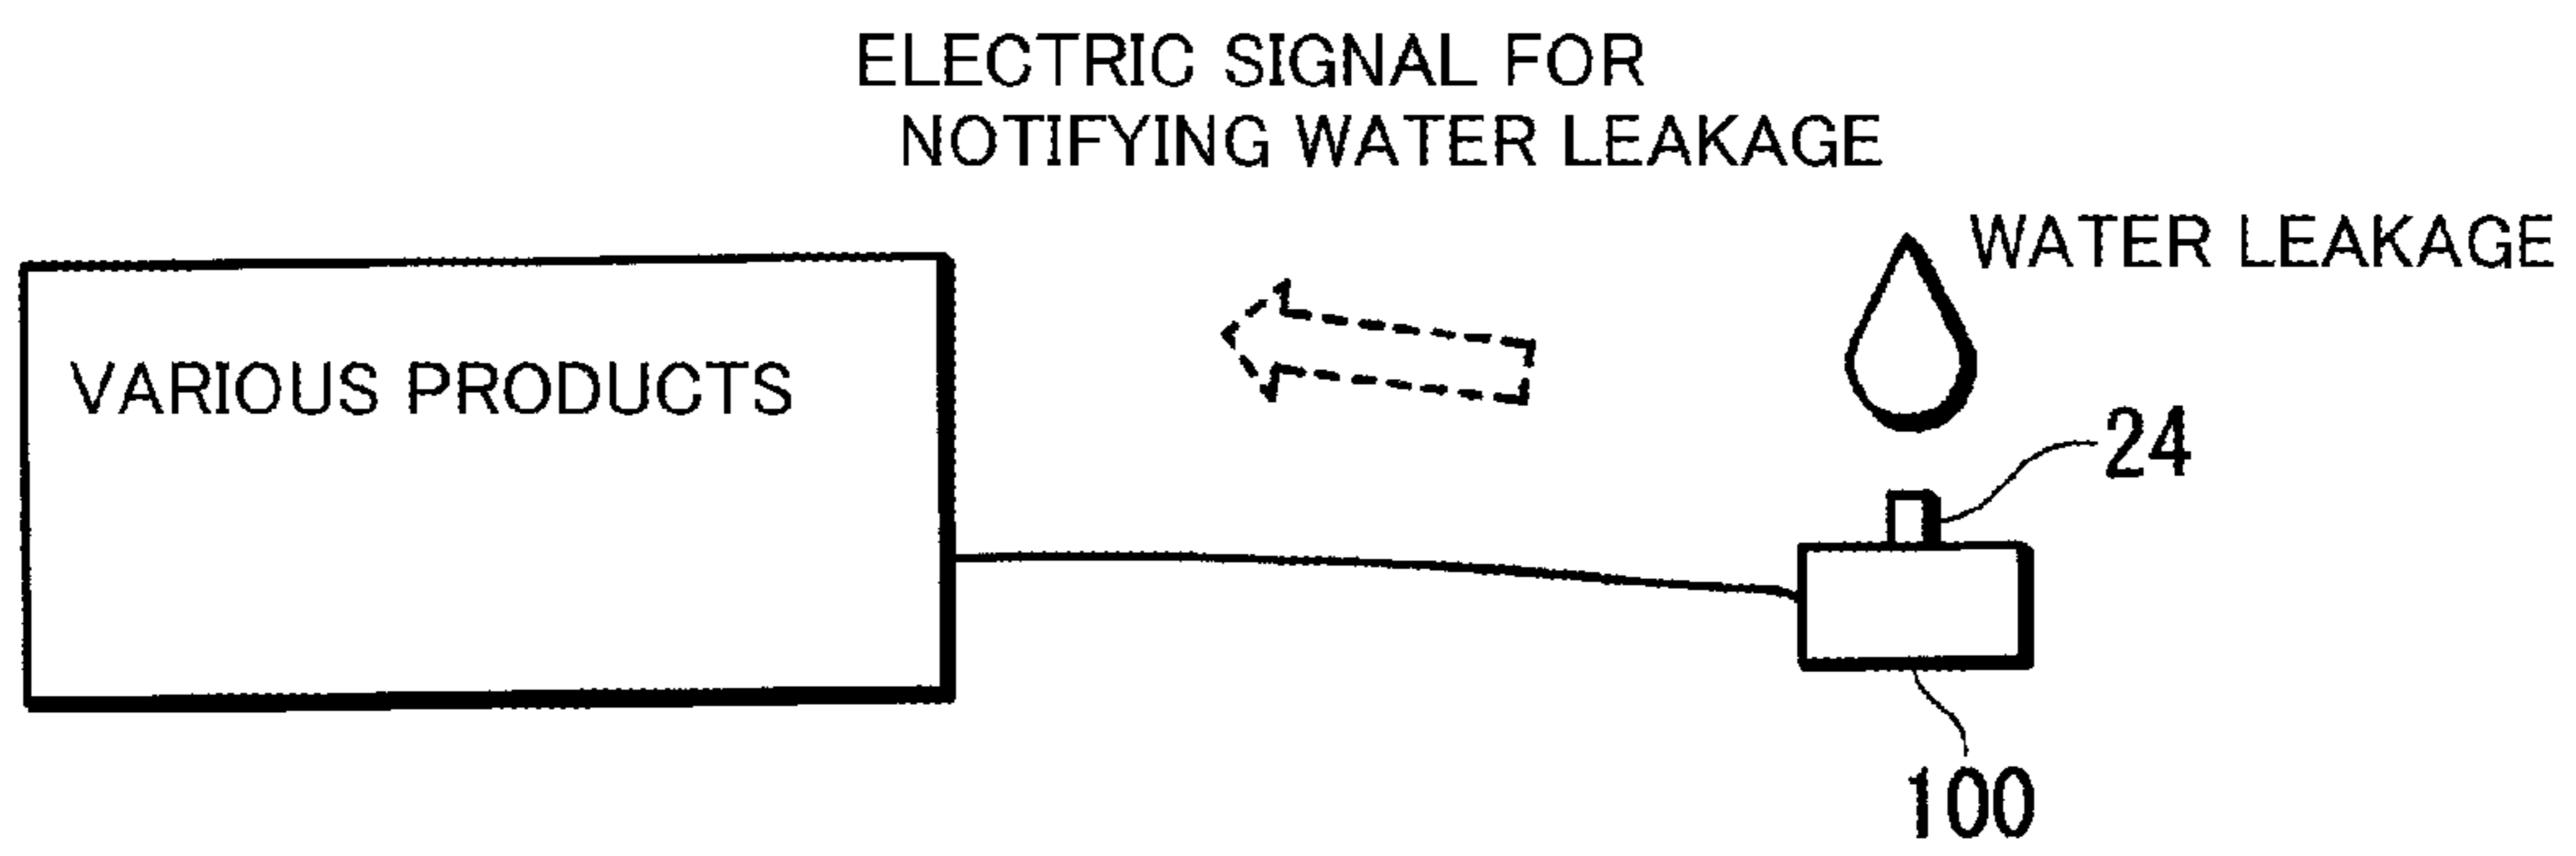 ELECTRIC SIGNAL FOR
NOTIFYING WATER LEAKAGE
WATER LEAKAGE
VARIOUS PRODUCTS
24
100